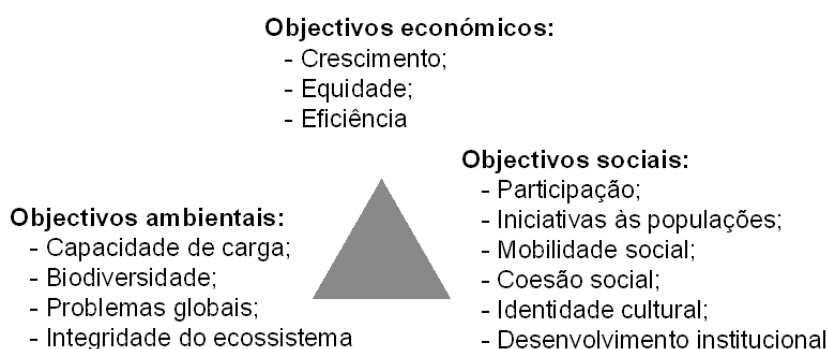 Objectivos económicos:
- Crescimento;
- Equidade;
- Eficiência
Objectivos sociais:
- Participação;
- Iniciativas às populações;
- Mobilidade social;
- Coesão social;
- Identidade cultural;
- Desenvolvimento institucional
Objectivos ambientais:
- Capacidade de carga;
- Biodiversidade;
- Problemas globais;
- Integridade do ecossistema